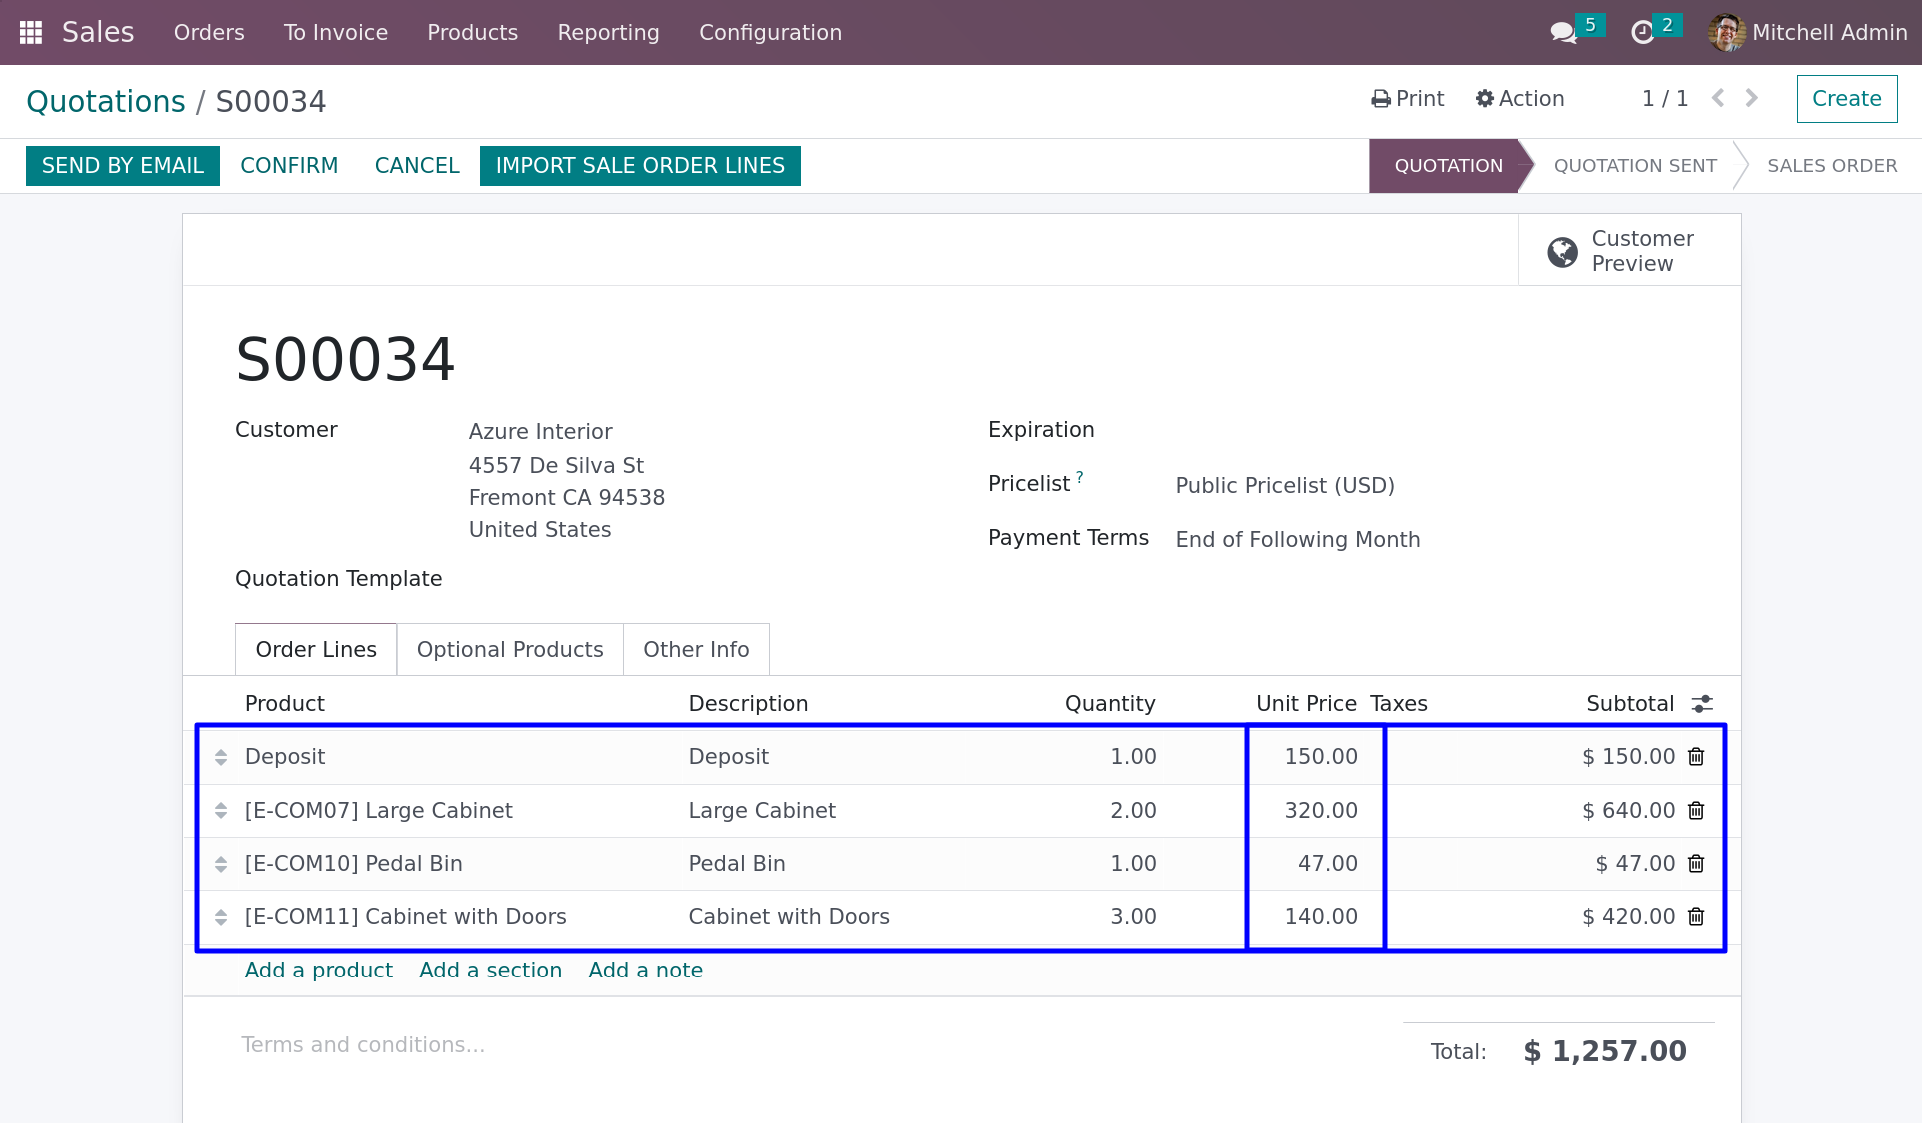 Sales Orders To Invoice Products Reporting Configuration 5 2 Mitchell Admin
Quotations / S00034 Print Action 1 / 1 Create
SEND BY EMAIL CONFIRM CANCEL IMPORT SALE ORDER LINES QUOTATION QUOTATION SENT SALES ORDER
Customer
Preview
S00034
Customer Azure Interior Expiration
4557 De Silva St
Pricelist ? Public Pricelist (USD)
Fremont CA 94538
United States
Payment Terms End of Following Month
Quotation Template
Order Lines Optional Products Other Info
Product Description Quantity Unit Price Taxes Subtotal
Deposit Deposit 1.00 150.00 $ 150.00
[E-COM07] Large Cabinet Large Cabinet 2.00 320.00 $ 640.00
[E-COM10] Pedal Bin Pedal Bin 1.00 47.00 $ 47.00
[E-COM11] Cabinet with Doors Cabinet with Doors 3.00 140.00 $ 420.00
Add a product Add a section Add a note
Terms and conditions... Total: $ 1,257.00